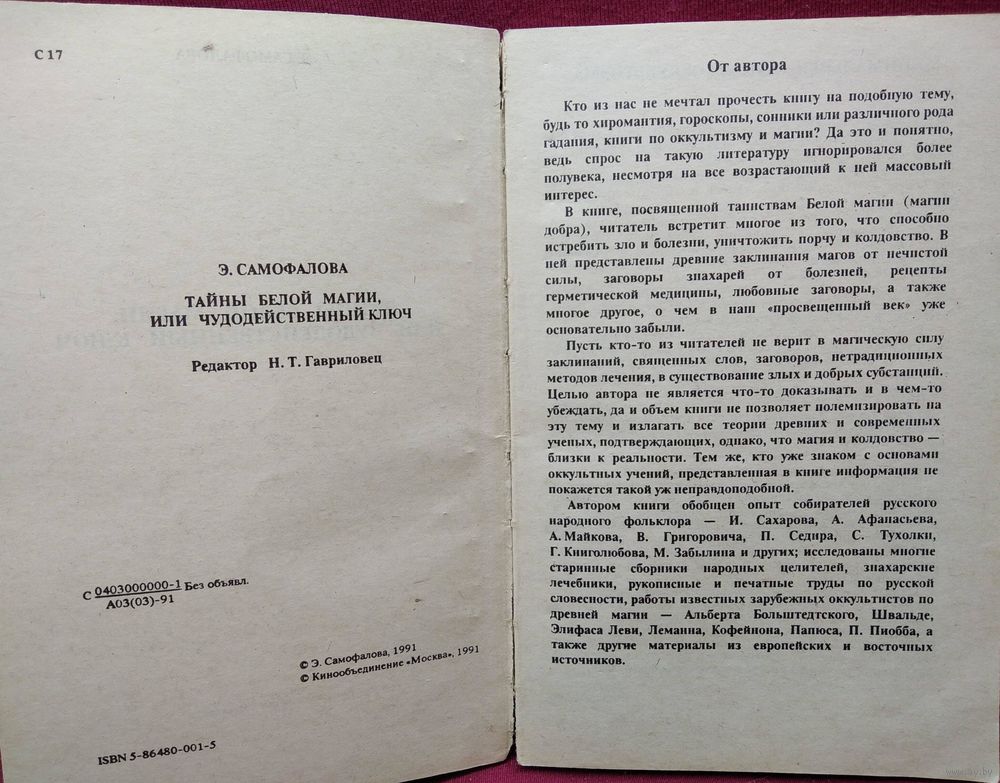 С 17
Э. САМОФАЛОВА
ТАЙНЫ БЕЛОЙ МАГИИ,
ИЛИ ЧУДОДЕЙСТВЕННЫЙ КЛЮЧ
Редактор Н. Т. Гавриловец
С 0403000000-1 Без объявл.
А03(03)-91
© Э. Самофалова, 1991
© Кинообъединение «Москва», 1991
ISBN 5-86480-001-5
От автора
Кто из нас не мечтал прочесть книгу на подобную тему,
будь то хиромантия, гороскопы, сонники или различного рода
гадания, книги по оккультизму и магии? Да это и понятно,
ведь спрос на такую литературу игнорировался более
полувека, несмотря на все возрастающий к ней массовый
интерес.
В книге, посвященной таинствам Белой магии (магии
добра), читатель встретит многое из того, что способно
истребить зло и болезни, уничтожить порчу и колдовство. В
ней представлены древние заклинания магов от нечистой
силы, заговоры знахарей от болезней, рецепты
герметической медицины, любовные заговоры, а также
многое другое, о чем в наш «просвещенный век» уже
основательно забыли.
Пусть кто-то из читателей не верит в магическую силу
заклинаний, священных слов, заговоров, нетрадиционных
методов лечения, в существование злых и добрых субстанций.
Целью автора не является что-то доказывать и в чем-то
убеждать, да и объем книги не позволяет полемизировать на
эту тему и излагать все теории древних и современных
ученых, подтверждающих, однако, что магия и колдовство —
близки к реальности. Тем же, кто уже знаком с основами
оккультных учений, представленная в книге информация не
покажется такой уж неправдоподобной.
Автором книги обобщен опыт собирателей русского
народного фольклора — И. Сахарова, А. Афанасьева,
А. Майкова, В. Григоровича, П. Седира, С. Тухолки,
Г. Книголюбова, М. Забылина и других; исследованы многие
старинные сборники народных целителей, знахарские
лечебники, рукописные и печатные труды по русской
словесности, работы известных зарубежных оккультистов по
древней магии — Альберта Больштедтского, Швальде,
Элифаса Леви, Леманна, Кофейнона, Папюса, П. Пиобба, а
также другие материалы из европейских и восточных
источников.